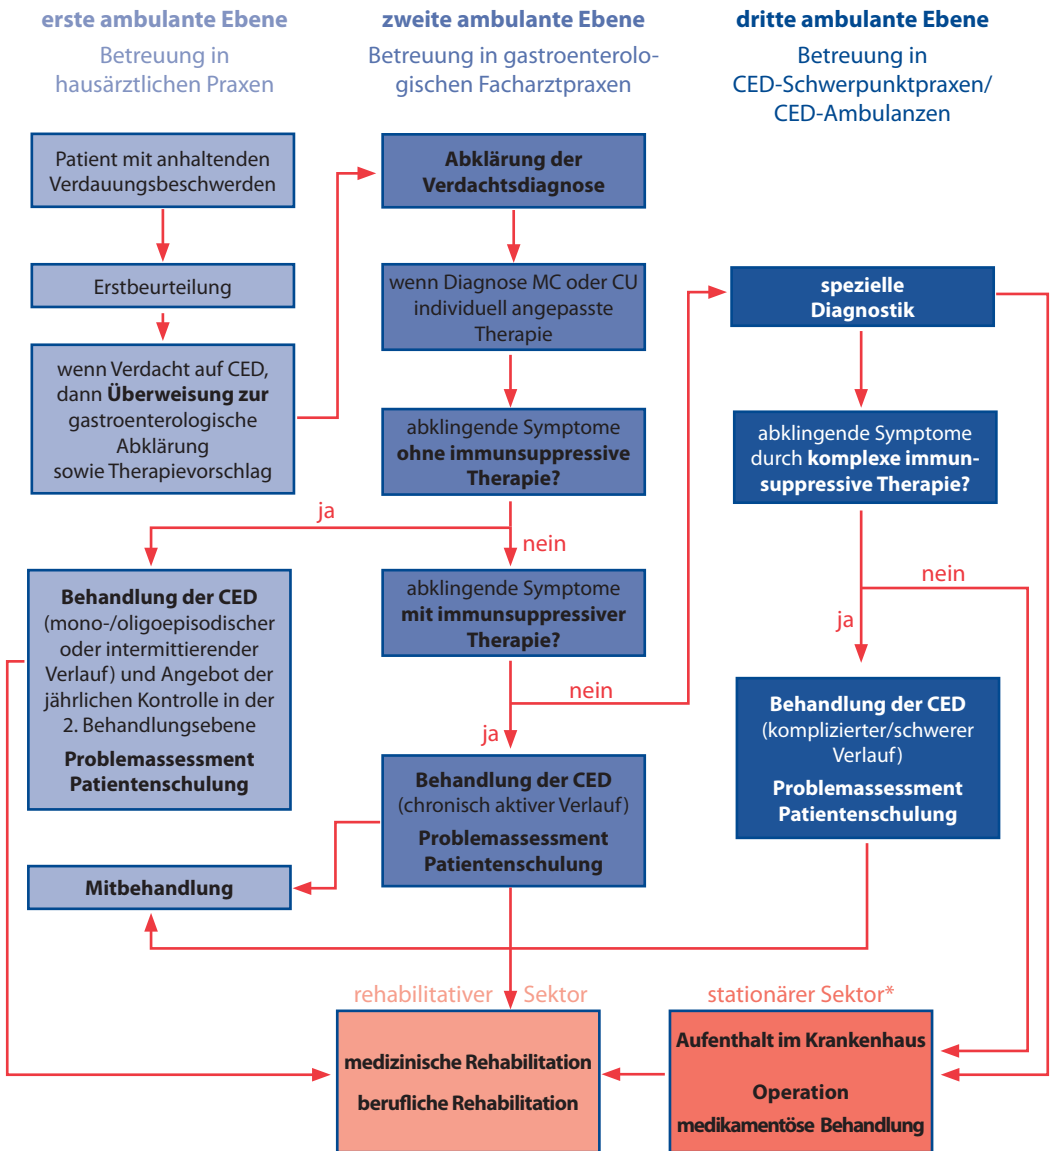 erste ambulante Ebene
Betreuung in
hausärztlichen Praxen
zweite ambulante Ebene
Betreuung in gastroenterolo-
gischen Facharztpraxen
dritte ambulante Ebene
Betreuung in
CED-Schwerpunktpraxen/
CED-Ambulanzen
Patient mit anhaltenden
Verdauungsbeschwerden
Erstbeurteilung
wenn Verdacht auf CED,
dann Überweisung zur
gastroenterologische
Abklärung
sowie Therapievorschlag
Abklärung der
Verdachtsdiagnose
wenn Diagnose MC oder CU
individuell angepasste
Therapie
abklingende Symptome
ohne immunsuppressive
Therapie?
ja
nein
Behandlung der CED
(mono-/oligoepisodischer
oder intermittierender
Verlauf) und Angebot der
jährlichen Kontrolle in der
2. Behandlungsebene
Problemassessment
Patientenschulung
abklingende Symptome
mit immunsuppressiver
Therapie?
nein
ja
Behandlung der CED
(chronisch aktiver Verlauf)
Problemassessment
Patientenschulung
Mitbehandlung
spezielle
Diagnostik
abklingende Symptome
durch komplexe immun-
suppressive Therapie?
nein
ja
Behandlung der CED
(komplizierter/schwerer
Verlauf)
Problemassessment
Patientenschulung
rehabilitativer Sektor
medizinische Rehabilitation
berufliche Rehabilitation
stationärer Sektor*
Aufenthalt im Krankenhaus
Operation
medikamentöse Behandlung